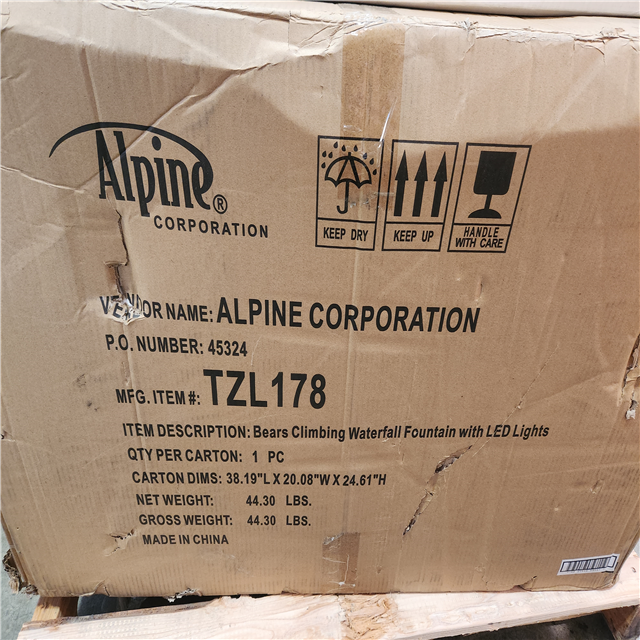 Alpine®
CORPORATION
KEEP DRY
KEEP UP
HANDLE
WITH CARE
VENDOR NAME: ALPINE CORPORATION
P.O. NUMBER: 45324
MFG. ITEM #: TZL178
ITEM DESCRIPTION: Bears Climbing Waterfall Fountain with LED Lights
QTY PER CARTON: 1 PC
CARTON DIMS: 38.19"L X 20.08"W X 24.61"H
NET WEIGHT: 44.30 LBS.
GROSS WEIGHT: 44.30 LBS.
MADE IN CHINA